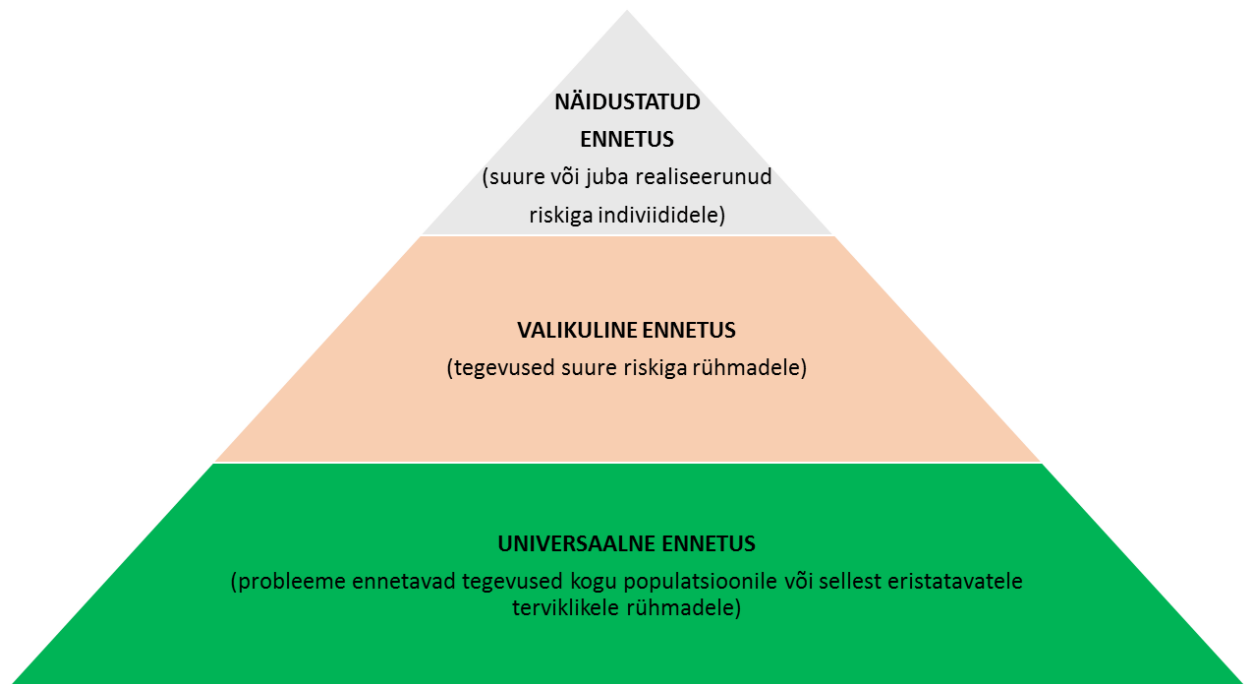 NÄIDUSTATUD
ENNETUS
(suure või juba realiseerunud
riskiga indiviididele)
VALIKULINE ENNETUS
(tegevused suure riskiga rühmadele)
UNIVERSAALNE ENNETUS
(probleeme ennetavad tegevused kogu populatsioonile või sellest eristatavatele
terviklikele rühmadele)